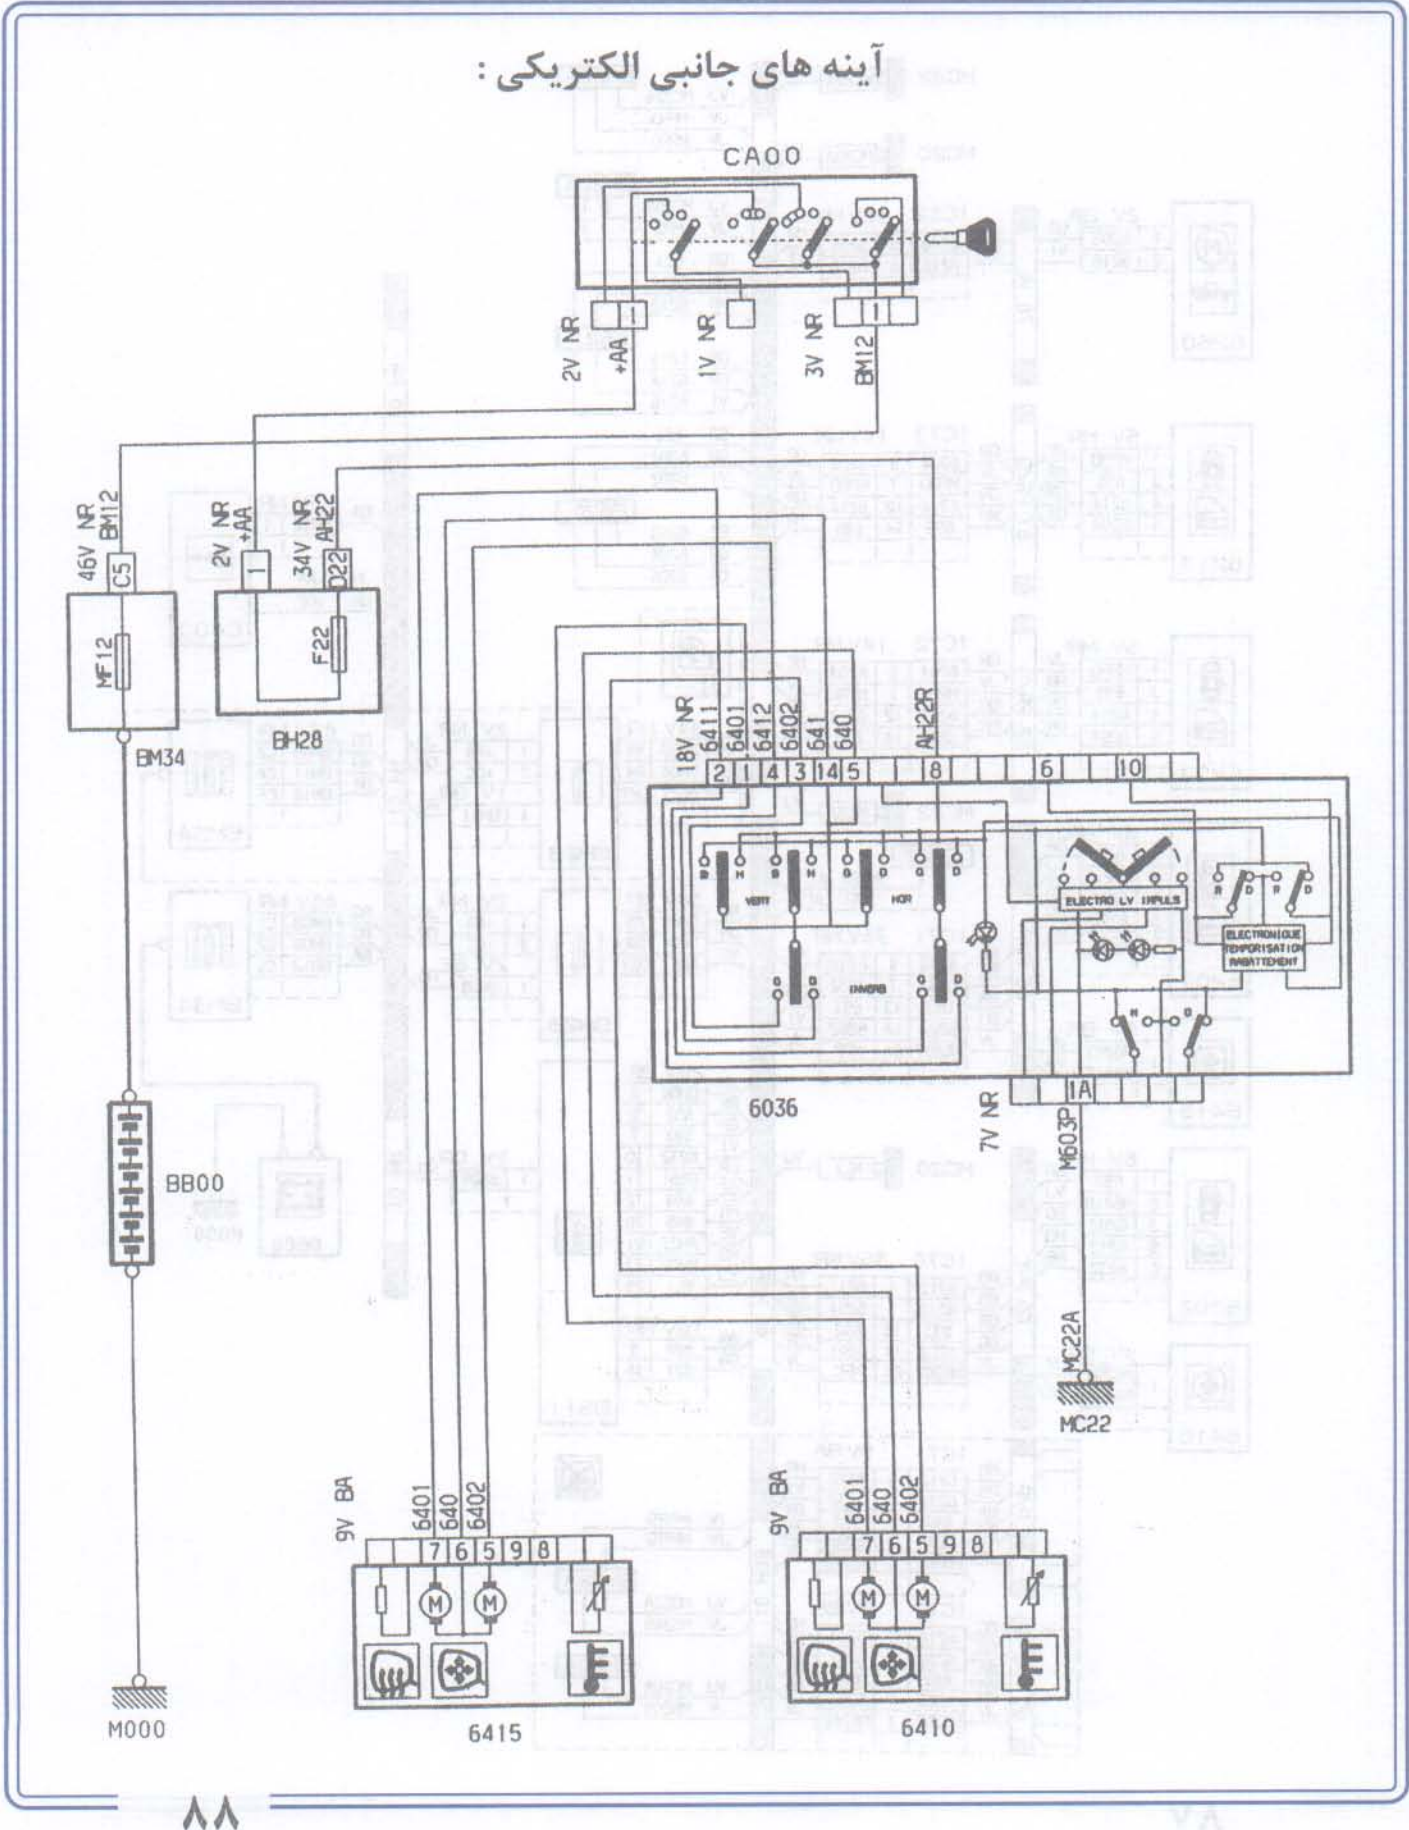 آینه های جانبی الکتریکی :
CA00
2V NR
+AA
1V NR
3V NR
BM12
46V NR
BM12
C5
MF12
BM34
2V NR
+AA
1
34V NR
AH22
D22
F22
BH28
18V NR
6411
6401
6412
6402
641
640
AH22R
2 1 4 3 14 5 8 6 10
B H B H G D G D
VERT
HOR
ELECTRO LV IMPULS
R D R D
ELECTRONIQUE
TEMPORISATION
RABATTEMENT
G D G D
INVERS
H D
6036
7V NR
1A
M603P
MC22A
MC22
BB00
M000
9V BA
6401
640
6402
7 6 5 9 8
M M
6415
9V BA
6401
640
6402
7 6 5 9 8
M M
6410
۸۸